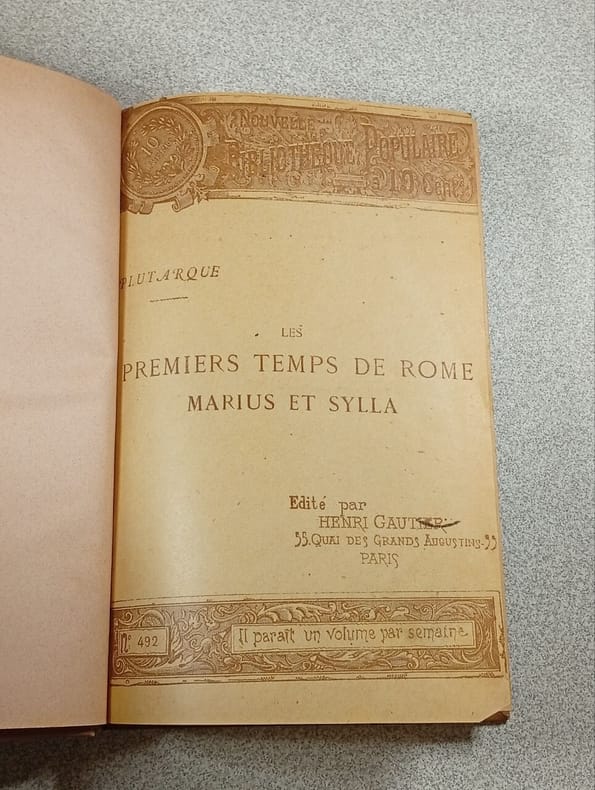 10
NOUVELLE
BIBLIOTHÈQUE POPULAIRE
À 10 Cent.
PLUTARQUE
LES
PREMIERS TEMPS DE ROME
MARIUS ET SYLLA
Edité par
HENRI GAUTIER
55. QUAI DES GRANDS AUGUSTINS-55
PARIS
N° 492
Il paraît un volume par semaine